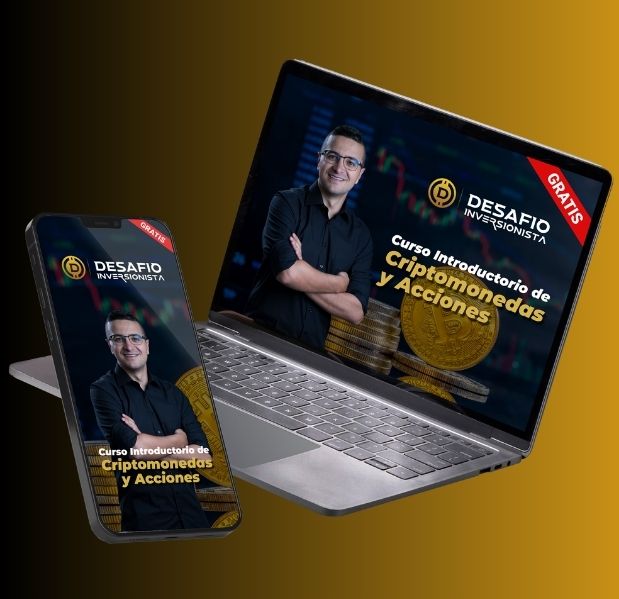 GRATIS
DESAFIO
INVERSIONISTA
Curso Introductorio de
Criptomonedas
y Acciones
GRATIS
DESAFIO
INVERSIONISTA
Curso Introductorio de
Criptomonedas
y Acciones